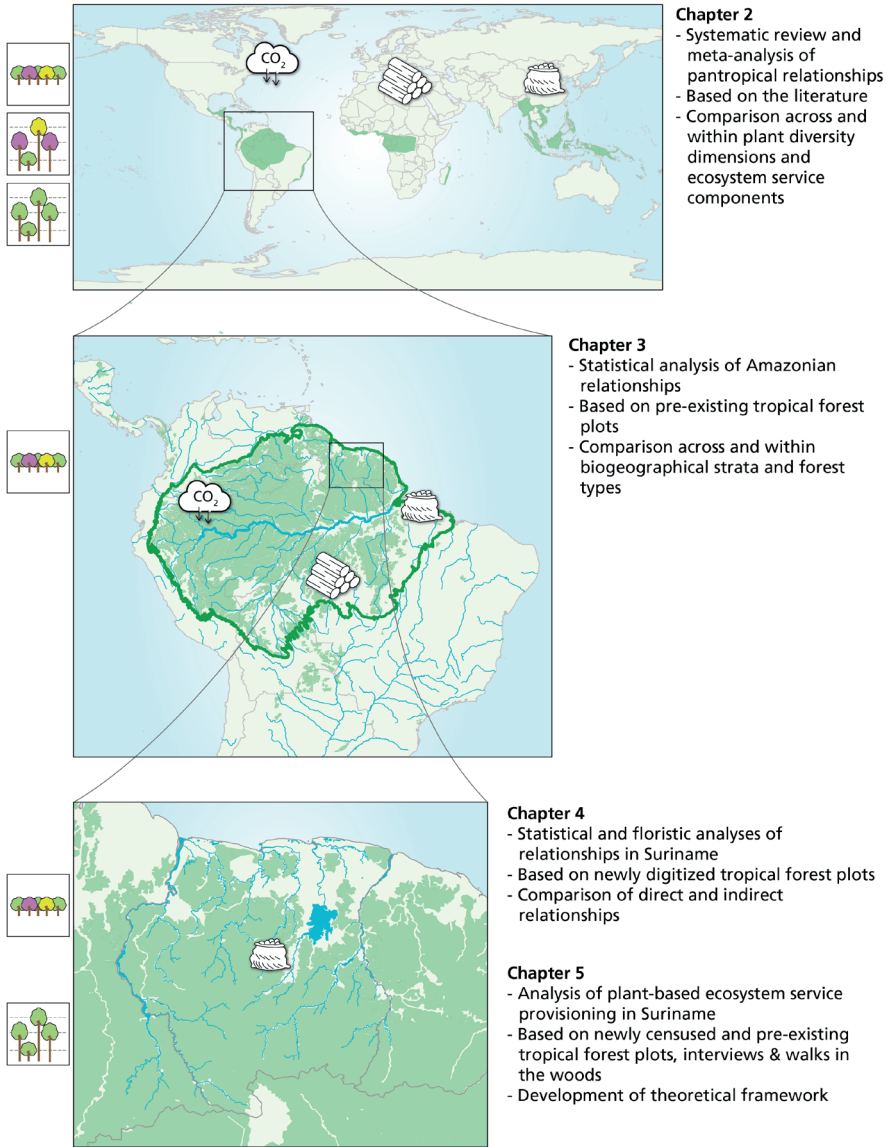 Chapter 2
- Systematic review and
meta-analysis of
pantropical relationships
- Based on the literature
- Comparison across and
within plant diversity
dimensions and
ecosystem service
components
CO2
Chapter 3
- Statistical analysis of Amazonian
relationships
- Based on pre-existing tropical forest
plots
- Comparison across and within
biogeographical strata and forest
types
CO2
Chapter 4
- Statistical and floristic analyses of
relationships in Suriname
- Based on newly digitized tropical forest plots
- Comparison of direct and indirect
relationships
Chapter 5
- Analysis of plant-based ecosystem service
provisioning in Suriname
- Based on newly censused and pre-existing
tropical forest plots, interviews & walks in
the woods
- Development of theoretical framework